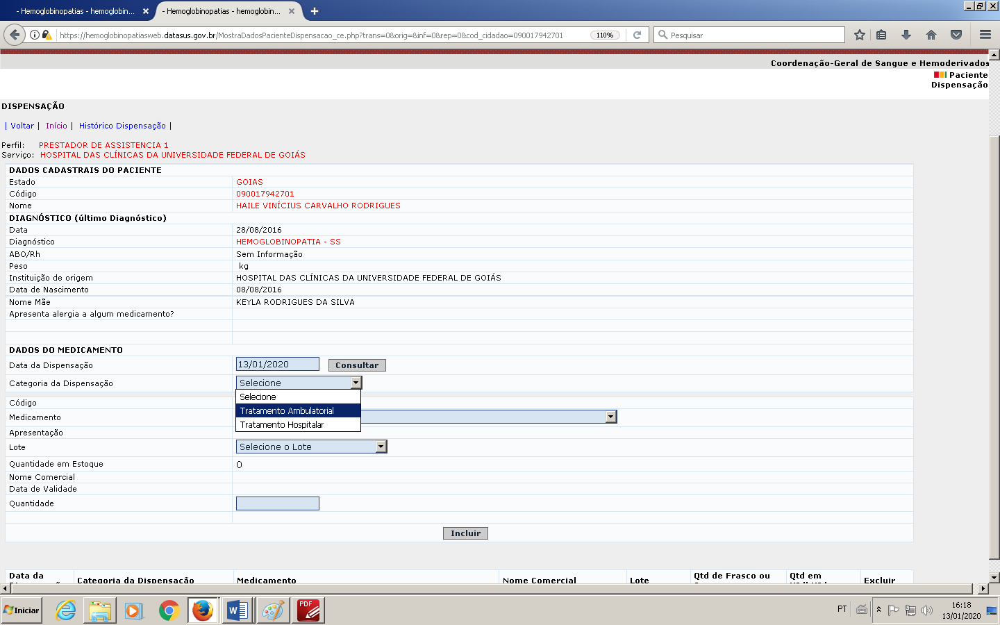 - Hemoglobinopatias - hemoglobin...
- Hemoglobinopatias - hemoglobin...
https://hemoglobinopatiasweb.datasus.gov.br/MostraDadosPacienteDispensacao_ce.php?trans=0&orig=&inf=0&rep=0&cod_cidadao=090017942701
110%
Pesquisar
Coordenação-Geral de Sangue e Hemoderivados
Paciente
Dispensação
DISPENSAÇÃO
| Voltar | Início | Histórico Dispensação |
Perfil: PRESTADOR DE ASSISTENCIA 1
Serviço: HOSPITAL DAS CLÍNICAS DA UNIVERSIDADE FEDERAL DE GOIÁS
DADOS CADASTRAIS DO PACIENTE
Estado GOIAS
Código 090017942701
Nome HAILE VINÍCIUS CARVALHO RODRIGUES
DIAGNÓSTICO (último Diagnóstico)
Data 28/08/2016
Diagnóstico HEMOGLOBINOPATIA - SS
ABO/Rh Sem Informação
Peso kg
Instituição de origem HOSPITAL DAS CLÍNICAS DA UNIVERSIDADE FEDERAL DE GOIÁS
Data de Nascimento 08/08/2016
Nome Mãe KEYLA RODRIGUES DA SILVA
Apresenta alergia a algum medicamento?
DADOS DO MEDICAMENTO
Data da Dispensação 13/01/2020 Consultar
Categoria da Dispensação Selecione
Selecione
Tratamento Ambulatorial
Tratamento Hospitalar
Código
Medicamento
Apresentação
Lote Selecione o Lote
Quantidade em Estoque 0
Nome Comercial
Data de Validade
Quantidade
Incluir
Data da Categoria da Dispensação Medicamento Nome Comercial Lote Qtd de Frasco ou Qtd em Excluir
Iniciar
PDF
PT
16:18
13/01/2020